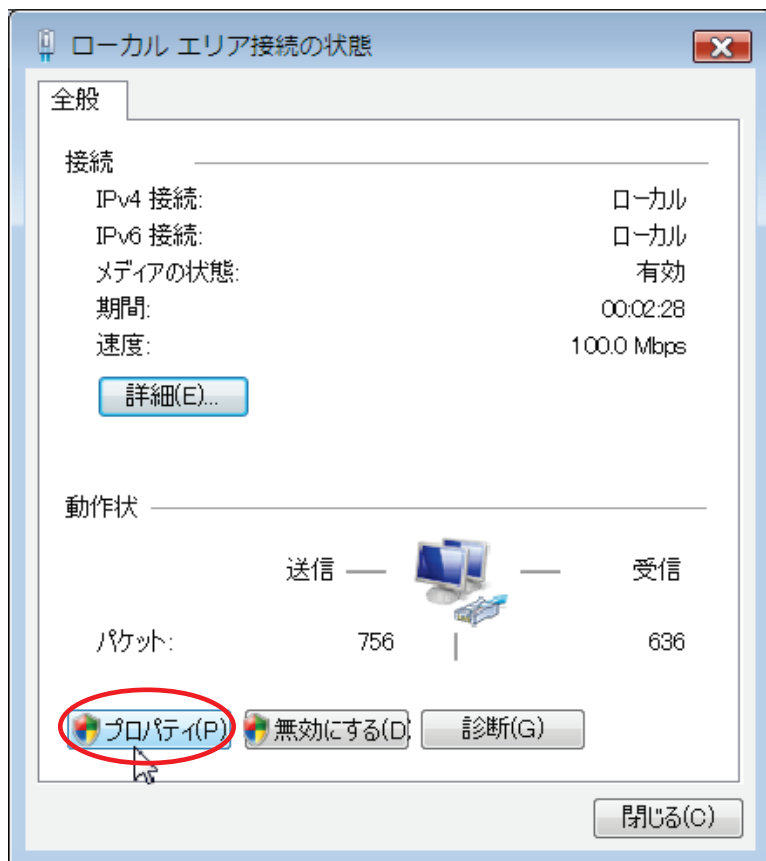 ローカル エリア接続の状態
全般
接続
IPv4 接続: ローカル
IPv6 接続: ローカル
メディアの状態: 有効
期間: 00:02:28
速度: 100.0 Mbps
詳細(E)...
動作状
送信 受信
パケット: 756 636
プロパティ(P) 無効にする(D) 診断(G)
閉じる(C)